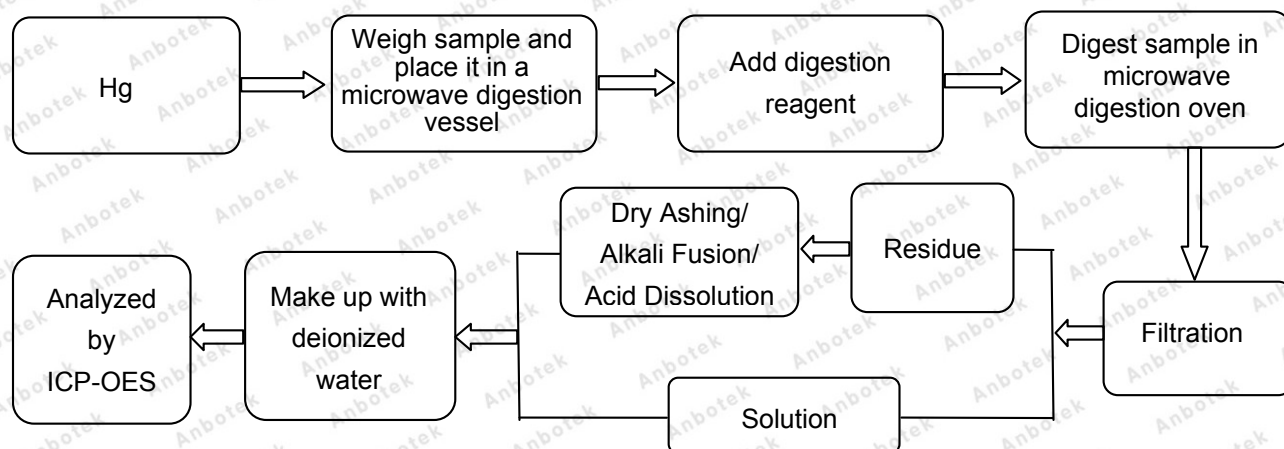 Hg
Weigh sample and
place it in a
microwave digestion
vessel
Add digestion
reagent
Digest sample in
microwave
digestion oven
Filtration
Residue
Dry Ashing/
Alkali Fusion/
Acid Dissolution
Solution
Make up with
deionized
water
Analyzed
by
ICP-OES
Anbotek